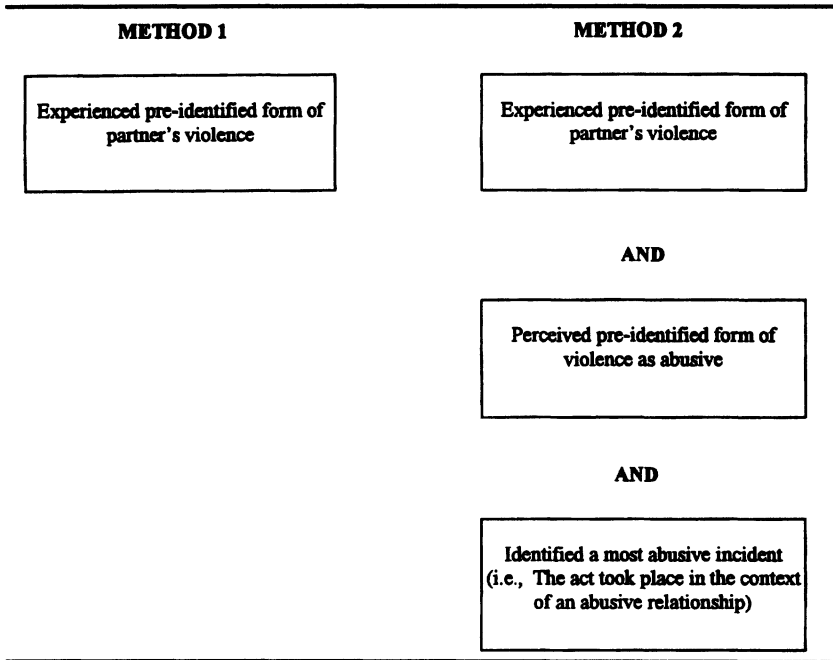 METHOD 1
METHOD 2
Experienced pre-identified form of
partner's violence
Experienced pre-identified form of
partner's violence
AND
Perceived pre-identified form of
violence as abusive
AND
Identified a most abusive incident
(i.e., The act took place in the context
of an abusive relationship)